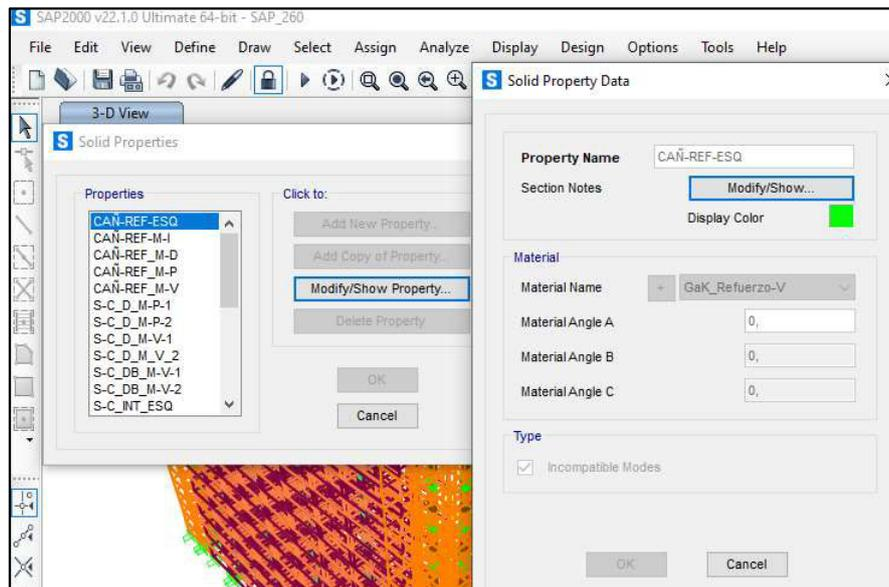 S SAP2000 v22.1.0 Ultimate 64-bit - SAP_260
File Edit View Define Draw Select Assign Analyze Display Design Options Tools Help
3-D View
S Solid Properties
Properties
CAÑ-REF-ESQ
CAÑ-REF-M-I
CAÑ-REF_M-D
CAÑ-REF_M-P
CAÑ-REF_M-V
S-C_D_M-P-1
S-C_D_M-P-2
S-C_D_M-V-1
S-C_D_M_V_2
S-C_DB_M-V-1
S-C_DB_M-V-2
S-C_INT_ESQ
Click to:
Add New Property...
Add Copy of Property...
Modify/Show Property...
Delete Property
OK
Cancel
S Solid Property Data
Property Name CAÑ-REF-ESQ
Section Notes Modify/Show...
Display Color
Material
Material Name + GaK_Refuerzo-V
Material Angle A 0,
Material Angle B 0,
Material Angle C 0,
Type
Incompatible Modes
OK Cancel